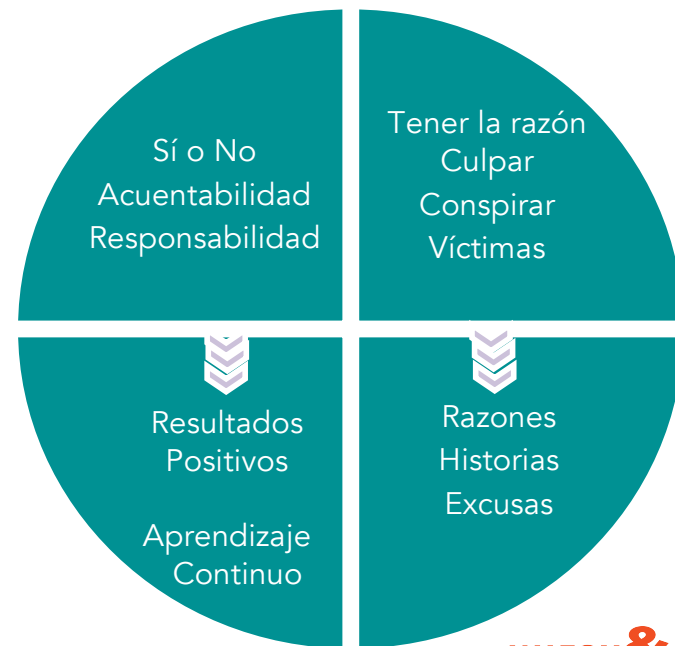 Sí o No
Acuentabilidad
Responsabilidad
Tener la razón
Culpar
Conspirar
Víctimas
Resultados
Positivos
Aprendizaje
Continuo
Razones
Historias
Excusas
&